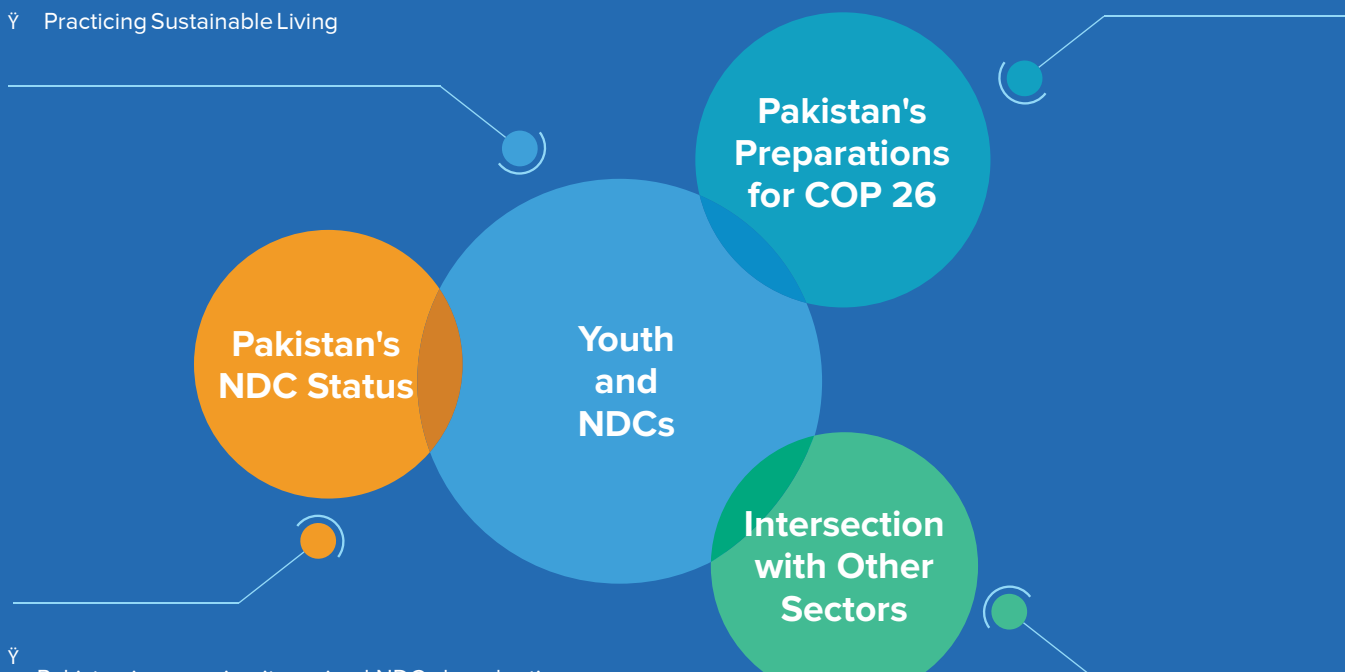 Ÿ Practicing Sustainable Living
Pakistan's
Preparations
for COP 26
Youth
and
NDCs
Pakistan's
NDC Status
Intersection
with Other
Sectors
Ÿ